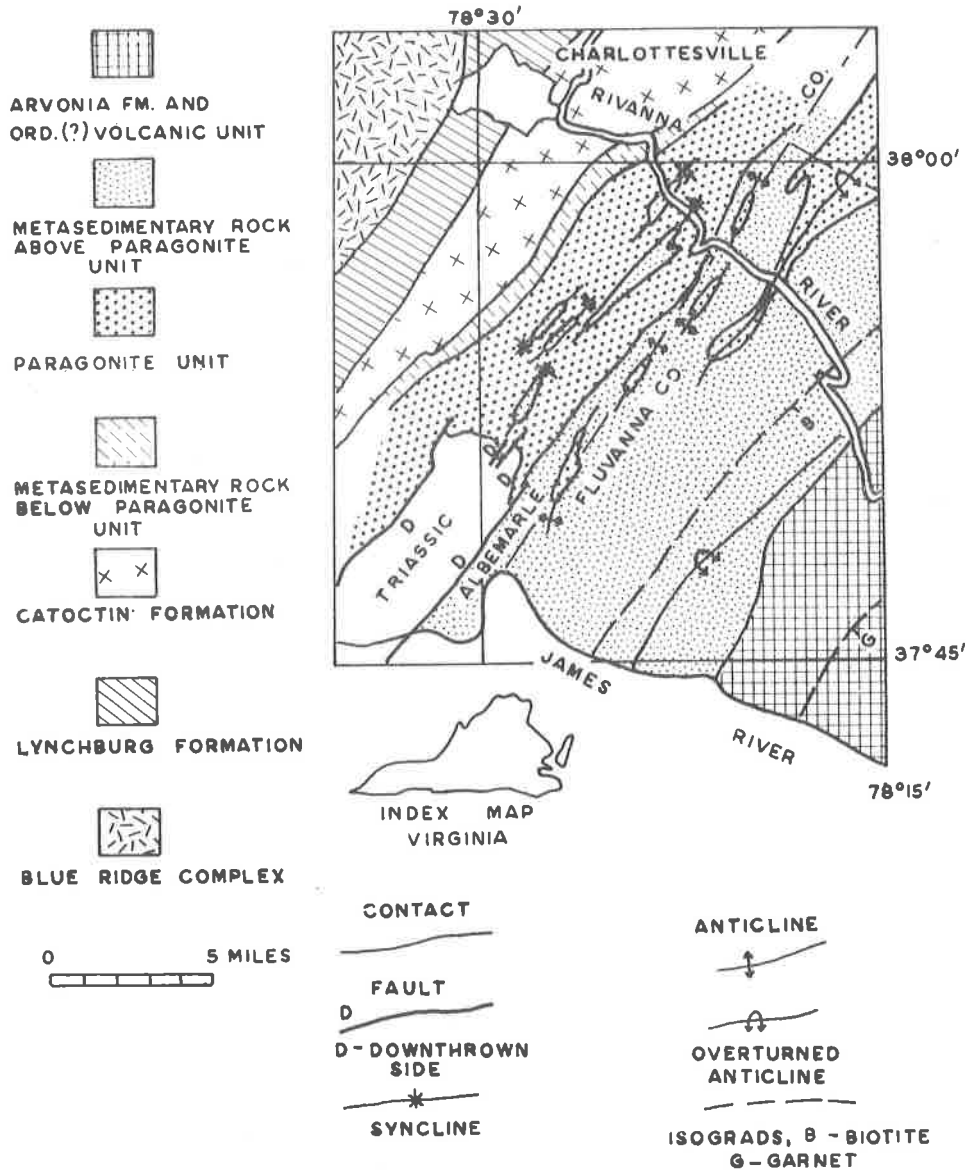 ARVONIA FM. AND
ORD.(?) VOLCANIC UNIT
METASEDIMENTARY ROCK
ABOVE PARAGONITE
UNIT
PARAGONITE UNIT
METASEDIMENTARY ROCK
BELOW PARAGONITE
UNIT
CATOCTIN FORMATION
LYNCHBURG FORMATION
BLUE RIDGE COMPLEX
0 5 MILES
78°30'
CHARLOTTESVILLE
RIVANNA
CO.
38°00'
RIVER
FLUVANNA CO
B
D
D
D
D
TRIASSIC
ALBEMARLE
G
37°45'
JAMES
RIVER
78°15'
INDEX MAP
VIRGINIA
CONTACT
FAULT
D
D-DOWNTHROWN
SIDE
SYNCLINE
ANTICLINE
OVERTURNED
ANTICLINE
ISOGRADS, B - BIOTITE
G-GARNET